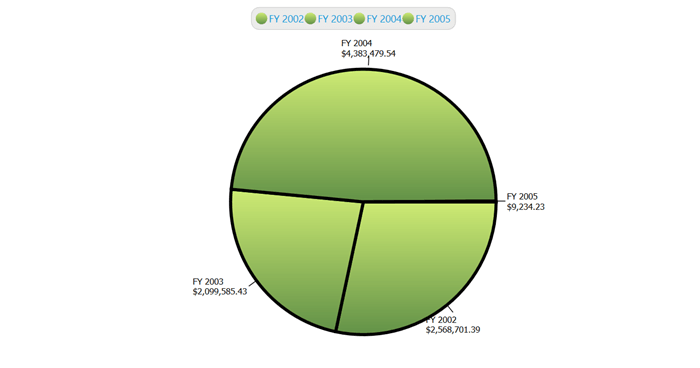 FY 2002 FY 2003 FY 2004 FY 2005
FY 2004
$4,383,479.54
FY 2005
$9,234.23
FY 2003
$2,099,585.43
FY 2002
$2,568,701.39